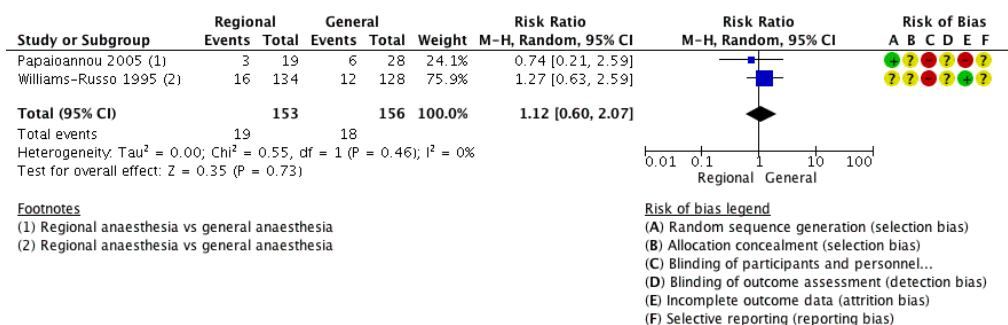 Regional General Risk Ratio Risk Ratio Risk of Bias
Study or Subgroup Events Total Events Total Weight M-H, Random, 95% CI M-H, Random, 95% CI A B C D E F
Papaioannou 2005 (1) 3 19 6 28 24.1% 0.74 [0.21, 2.59] + ? - ? - ?
Williams-Russo 1995 (2) 16 134 12 128 75.9% 1.27 [0.63, 2.59] ? ? - ? + ?
Total (95% CI) 153 156 100.0% 1.12 [0.60, 2.07]
Total events 19 18
Heterogeneity: Tau² = 0.00; Chi² = 0.55, df = 1 (P = 0.46); I² = 0%
Test for overall effect: Z = 0.35 (P = 0.73)
0.01 0.1 1 10 100
Regional General
Footnotes
(1) Regional anaesthesia vs general anaesthesia
(2) Regional anaesthesia vs general anaesthesia
Risk of bias legend
(A) Random sequence generation (selection bias)
(B) Allocation concealment (selection bias)
(C) Blinding of participants and personnel...
(D) Blinding of outcome assessment (detection bias)
(E) Incomplete outcome data (attrition bias)
(F) Selective reporting (reporting bias)